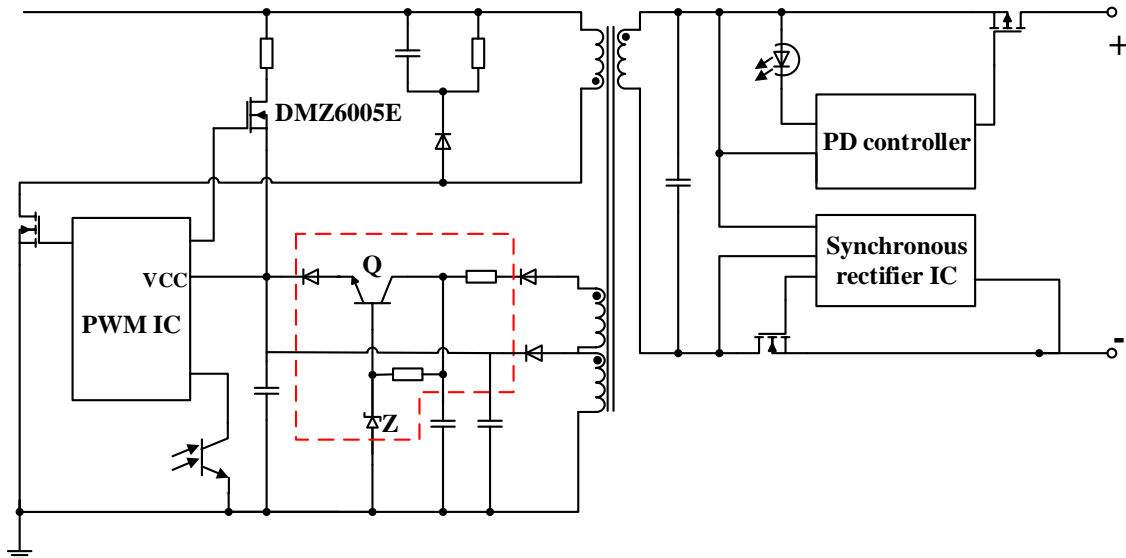 DMZ6005E
+
PD controller
Synchronous
rectifier IC
Q
VCC
PWM IC
-
Z